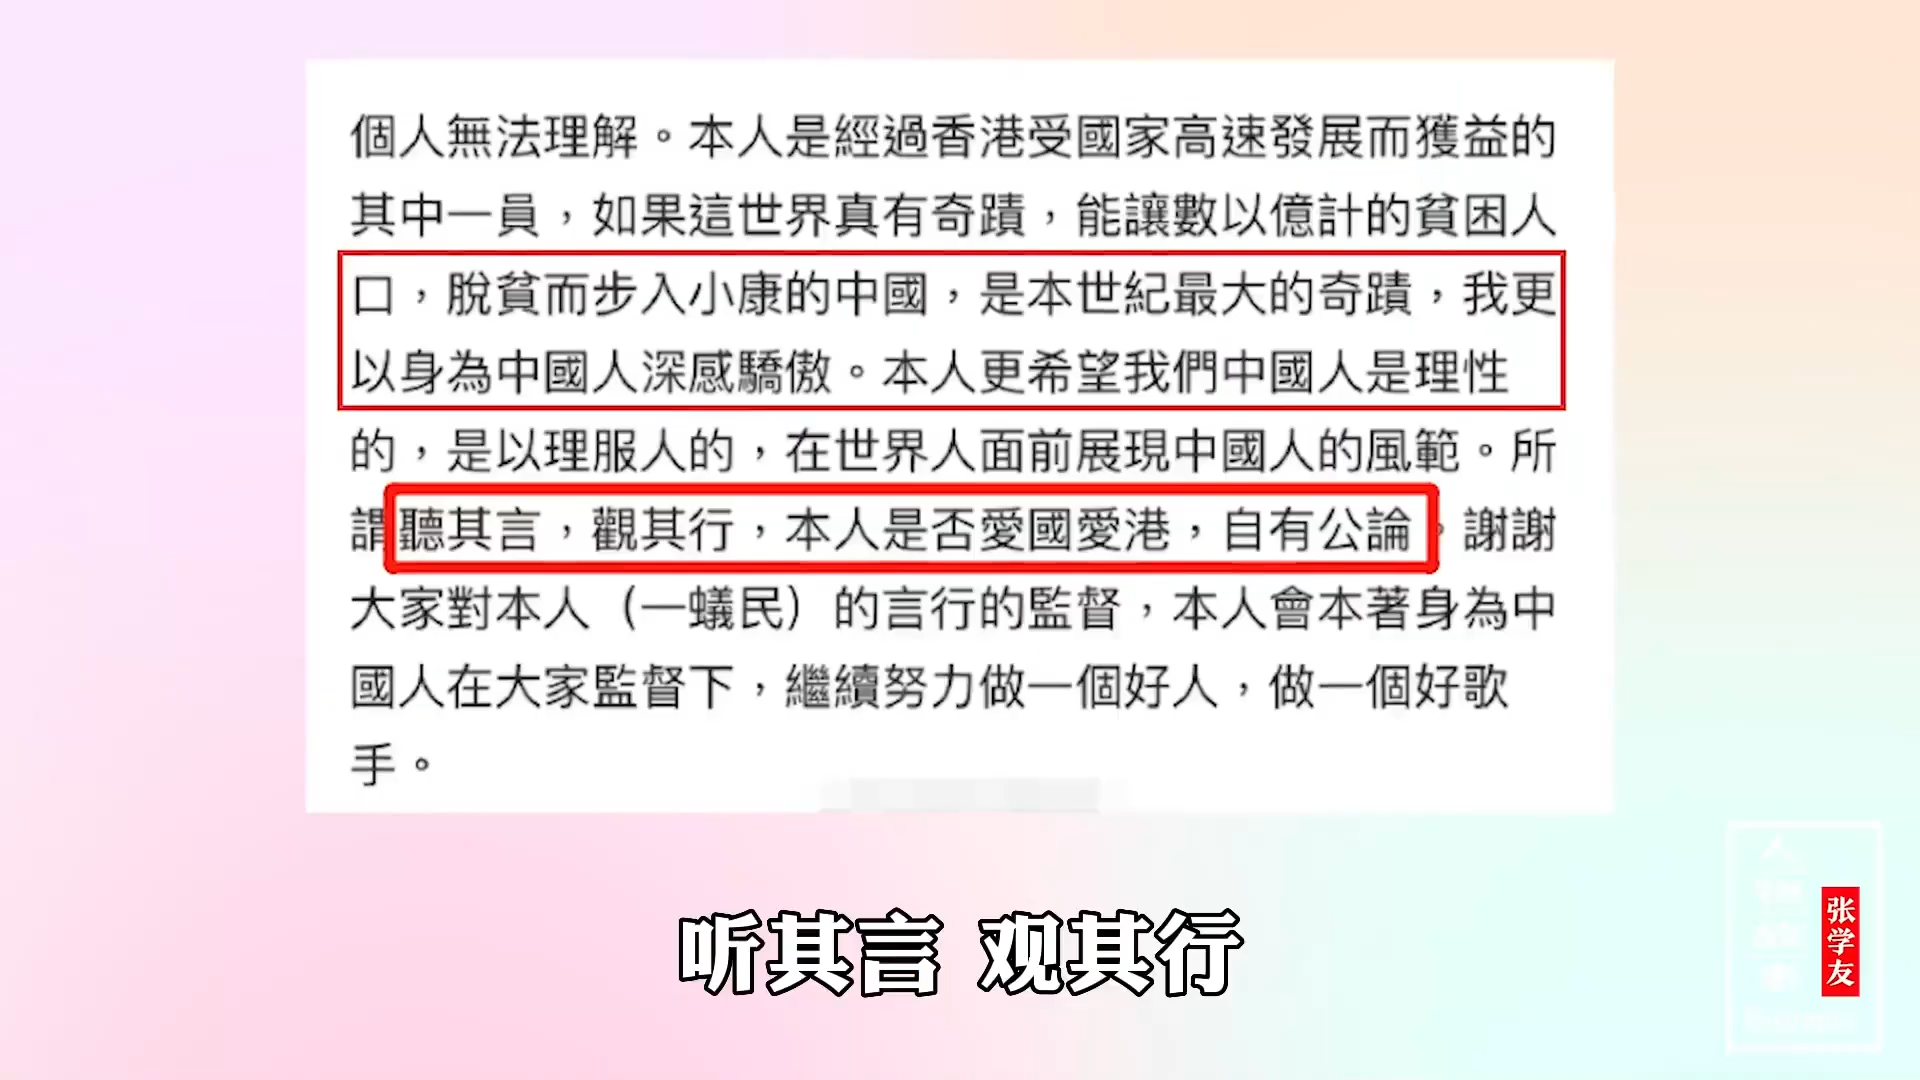 個人無法理解。本人是經過香港受國家高速發展而獲益的
其中一員，如果這世界真有奇蹟，能讓數以億計的貧困人
口，脫貧而步入小康的中國，是本世紀最大的奇蹟，我更
以身為中國人深感驕傲。本人更希望我們中國人是理性
的，是以理服人的，在世界人面前展現中國人的風範。所
謂聽其言，觀其行，本人是否愛國愛港，自有公論。謝謝
大家對本人（一蟻民）的言行的監督，本人會本著身為中
國人在大家監督下，繼續努力做一個好人，做一個好歌
手。
听其言 观其行
张学友